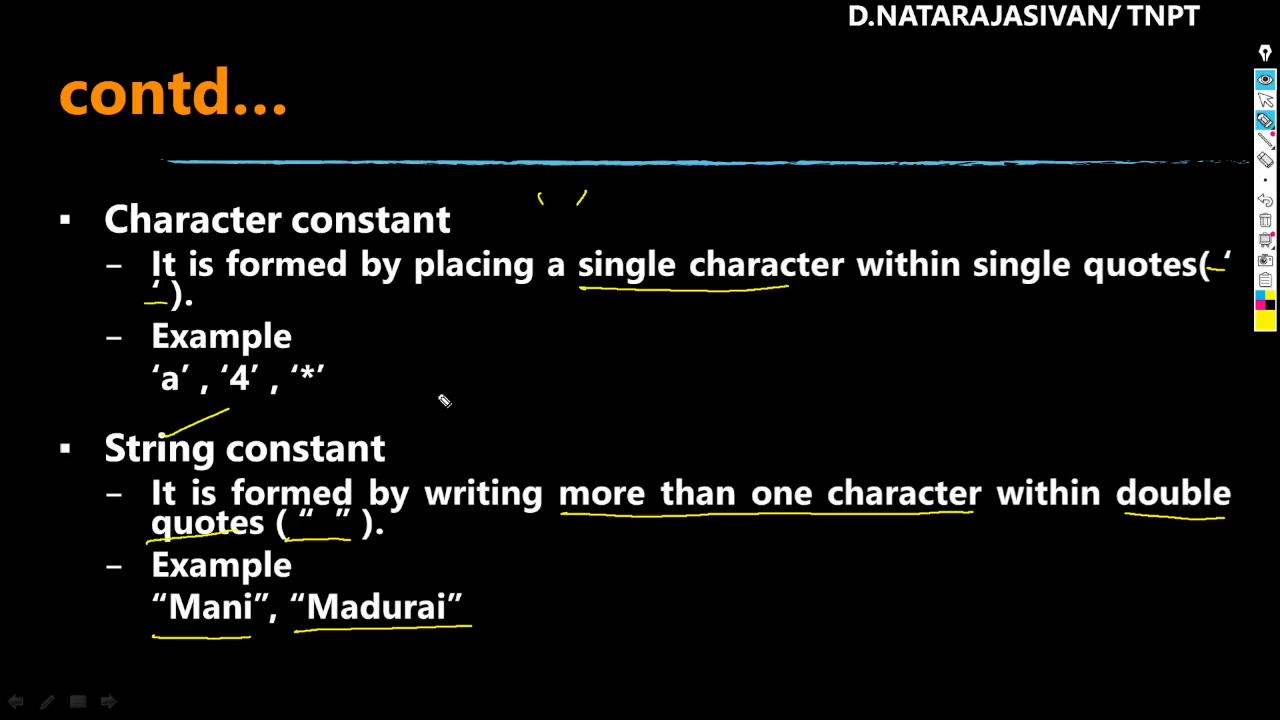 D.NATARAJASIVAN/ TNPT
contd...
▪ Character constant
– It is formed by placing a single character within single quotes( ‘
‘ ).
– Example
‘a’ , ‘4’ , ‘*’
▪ String constant
– It is formed by writing more than one character within double
quotes ( “ ” ).
– Example
“Mani”, “Madurai”